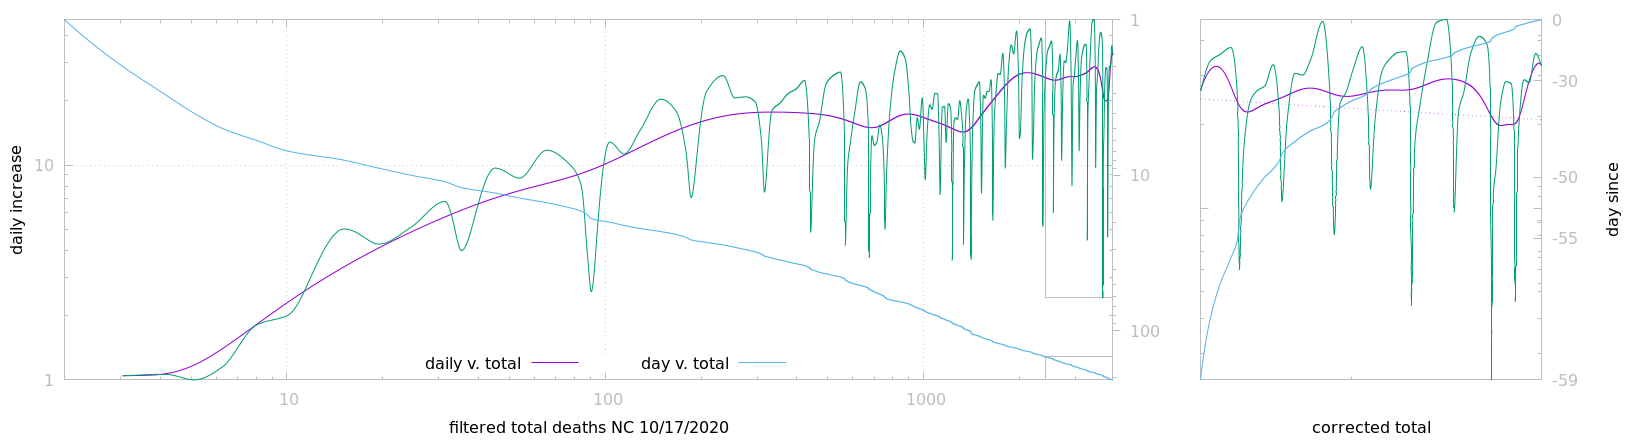 daily increase
10
1
10
100
1000
1
10
100
daily v. total
day v. total
filtered total deaths NC 10/17/2020
0
-30
-50
-55
-59
day since
corrected total